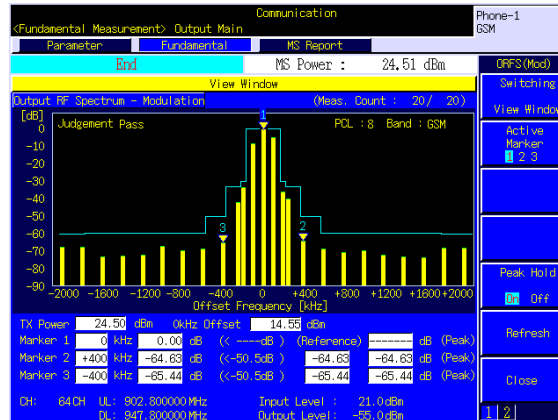 Communication
Phone-1
<Fundamental Measurement> Output Main
GSM
Parameter Fundamental MS Report
End MS Power : 24.51 dBm ORFS(Mod)
View Window
Switching
View Window
Output RF Spectrum - Modulation (Meas. Count : 20/ 20)
[dB] 1
Judgement Pass PCL : 8 Band : GSM
Active
Marker
1 2 3
0
-10
-20
-30
-40
-50
-60
-70
-80
-90
3 2
-2000 -1600 -1200 -800 -400 0 +400 +800 +1200 +1600 +2000
Offset Frequency [kHz]
Peak Hold
On Off
TX Power 24.50 dBm 0kHz Offset 14.55 dBm
Marker 1 0 kHz 0.00 dB (< ----dB ) (Reference) ------- dB (Peak)
Marker 2 +400 kHz -64.63 dB (<-50.5dB ) -64.63 -64.63 dB (Peak)
Marker 3 -400 kHz -65.44 dB (<-60.5dB ) -65.44 -65.44 dB (Peak)
Refresh
Close
CH: 64CH UL: 902.800000MHz Input Level : 21.0dBm
DL: 947.800000MHz Output Level: -55.0dBm
1 2